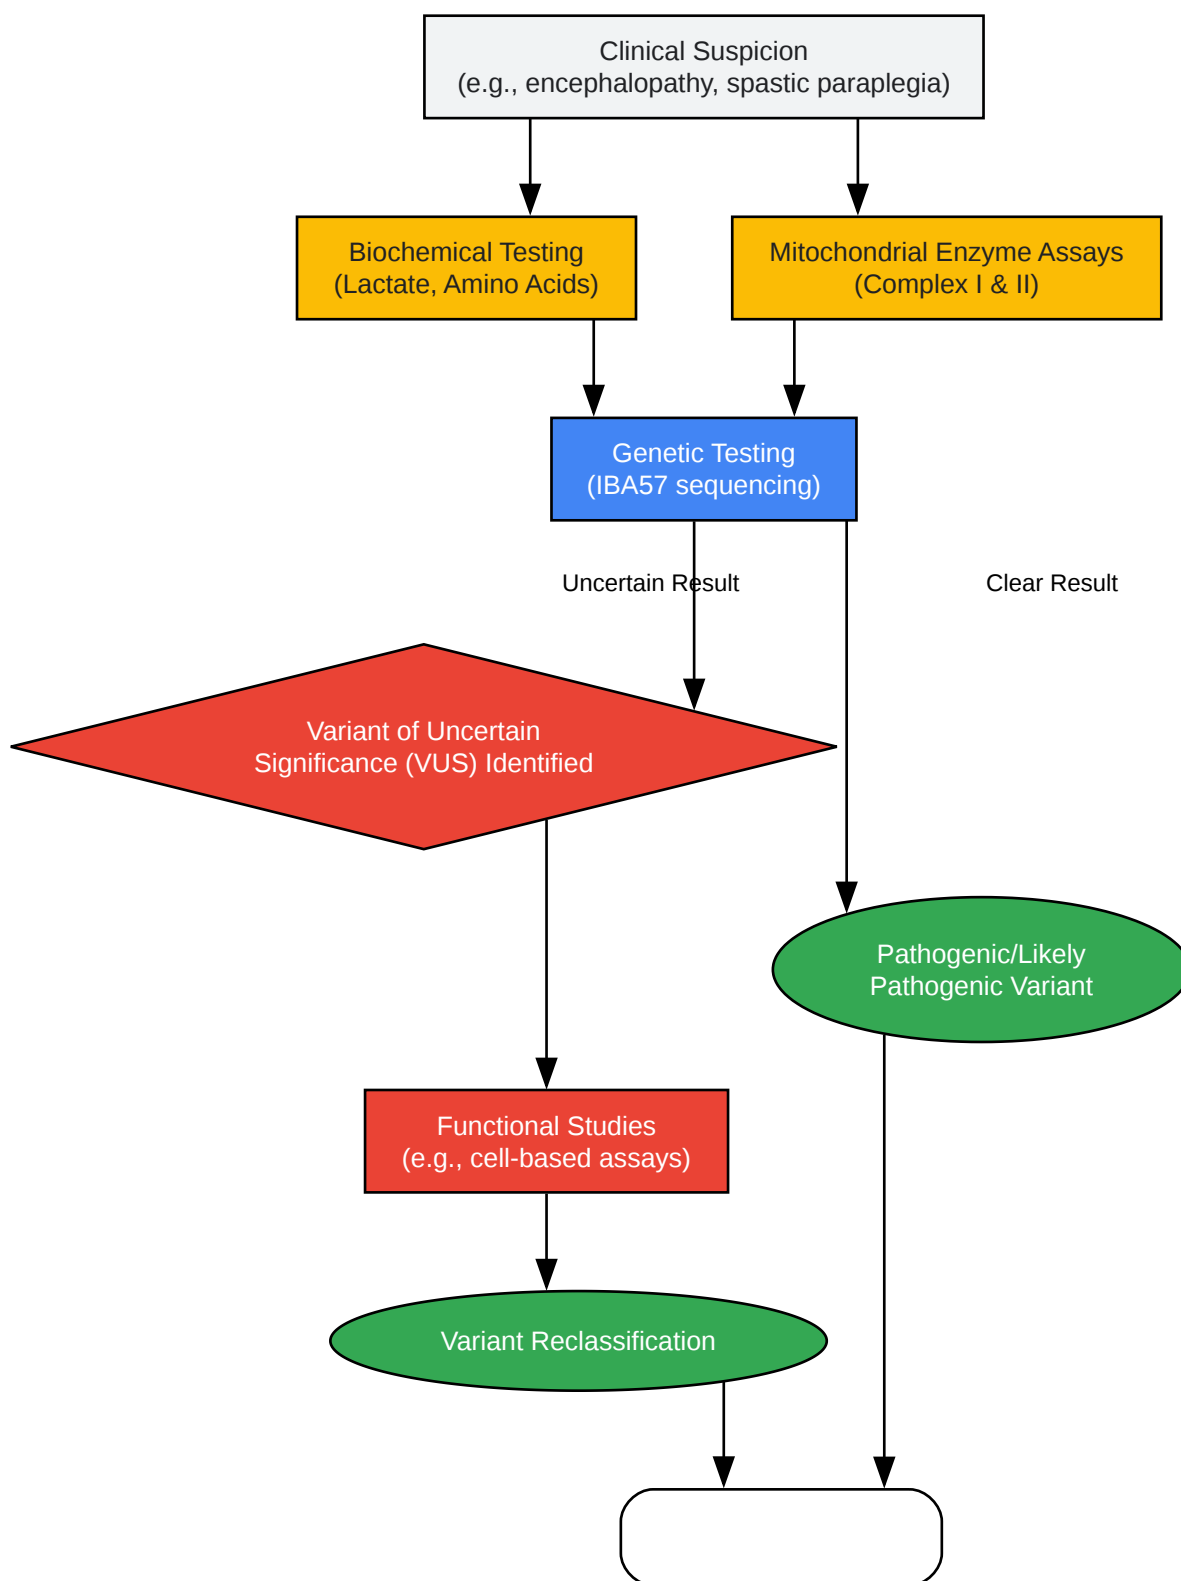 Clinical Suspicion
(e.g., encephalopathy, spastic paraplegia)
Biochemical Testing
(Lactate, Amino Acids)
Mitochondrial Enzyme Assays
(Complex I & II)
Genetic Testing
(IBA57 sequencing)
Uncertain Result
Clear Result
Variant of Uncertain
Significance (VUS) Identified
Pathogenic/Likely
Pathogenic Variant
Functional Studies
(e.g., cell-based assays)
Variant Reclassification